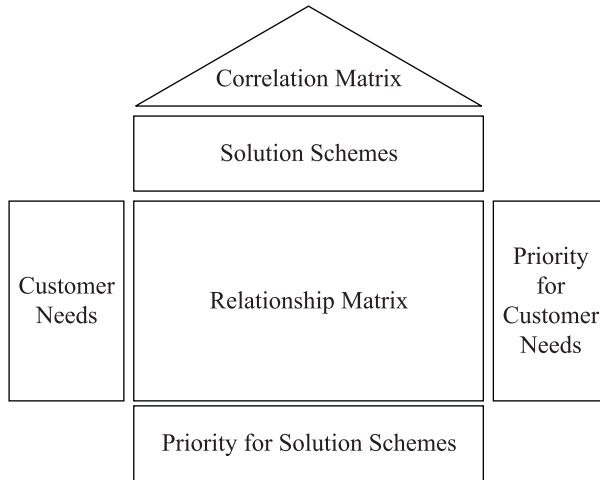 Correlation Matrix
Solution Schemes
Customer
Needs
Relationship Matrix
Priority
for
Customer
Needs
Priority for Solution Schemes